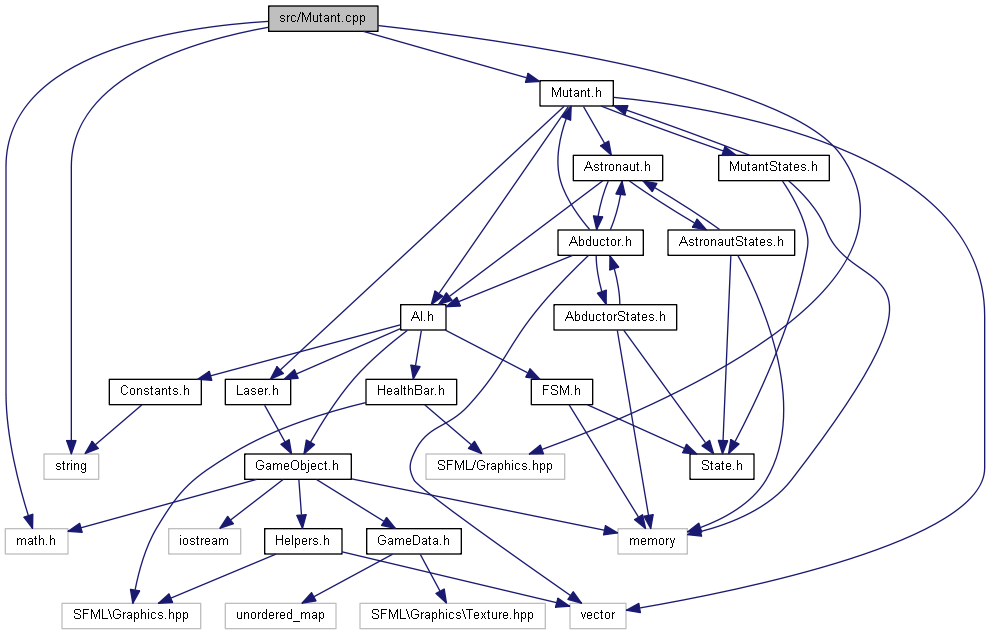 src/Mutant.cpp
Mutant.h
Astronaut.h
MutantStates.h
Abductor.h
AstronautStates.h
AI.h
AbductorStates.h
Constants.h
Laser.h
HealthBar.h
FSM.h
string
GameObject.h
SFML/Graphics.hpp
State.h
math.h
iostream
Helpers.h
GameData.h
memory
SFML\Graphics.hpp
unordered_map
SFML\Graphics\Texture.hpp
vector